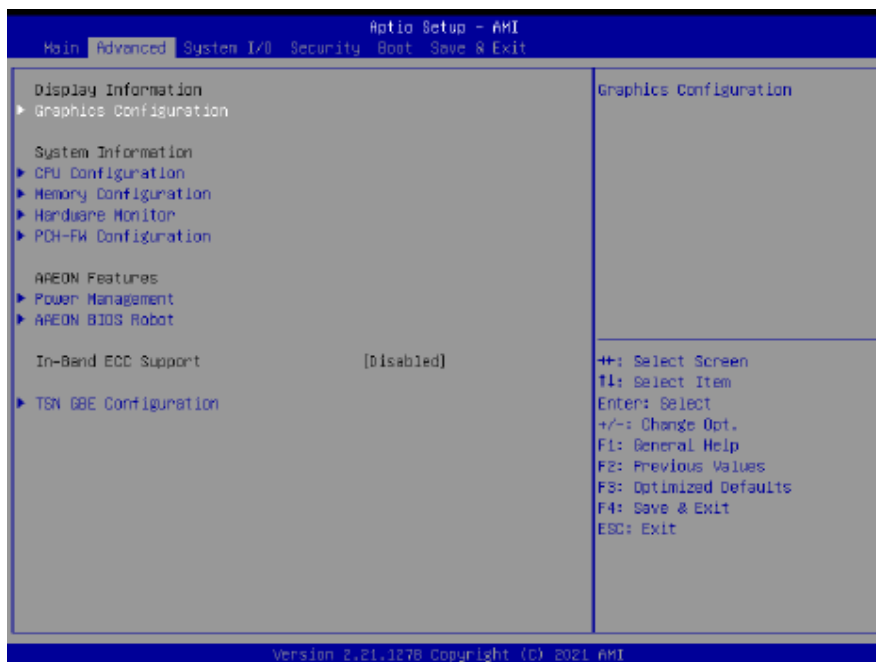 Aptio Setup - AMI
Main Advanced System I/O Security Boot Save & Exit
Display Information
Graphics Configuration
System Information
CPU Configuration
Memory Configuration
Hardware Monitor
PCH-FW Configuration
AAEON Features
Power Management
AAEON BIOS Robot
In-Band ECC Support [Disabled]
TSN GBE Configuration
Graphics Configuration
→←: Select Screen
↑↓: Select Item
Enter: Select
+/-: Change Opt.
F1: General Help
F2: Previous Values
F3: Optimized Defaults
F4: Save & Exit
ESC: Exit
Version 2.21.1278 Copyright (C) 2021 AMI